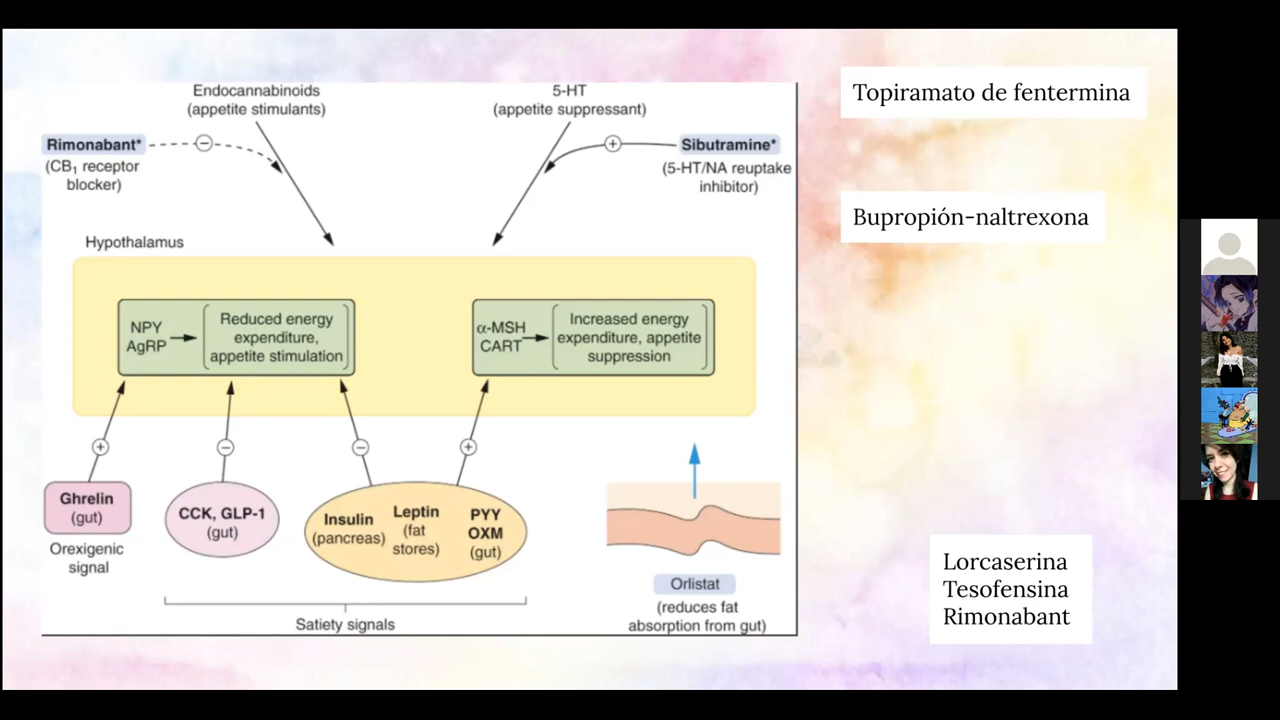 Endocannabinoids
(appetite stimulants)
5-HT
(appetite suppressant)
Rimonabant*
(CB₁ receptor
blocker)
−
+
Sibutramine*
(5-HT/NA reuptake
inhibitor)
Hypothalamus
NPY
AgRP
Reduced energy
expenditure,
appetite stimulation
α-MSH
CART
Increased energy
expenditure, appetite
suppression
+
−
−
+
Ghrelin
(gut)
Orexigenic
signal
CCK, GLP-1
(gut)
Insulin
(pancreas)
Leptin
(fat
stores)
PYY
OXM
(gut)
Satiety signals
Orlistat
(reduces fat
absorption from gut)
Topiramato de fentermina
Bupropión-naltrexona
Lorcaserina
Tesofensina
Rimonabant